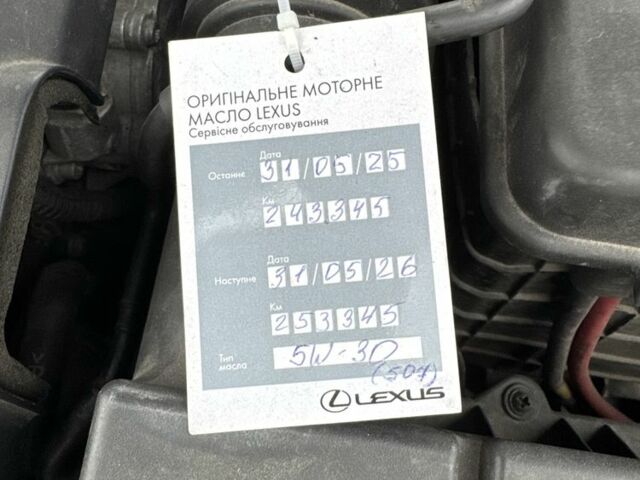 ОРИГІНАЛЬНЕ МОТОРНЕ
МАСЛО LEXUS
Сервісне обслуговування
Дата
Останнє 31/05/25
Км
243345
Дата
Наступне 31/05/26
Км
253345
Тип масла 5W-30
(507)
LEXUS